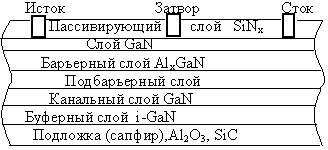 Исток Затвор Сток
Пассивирующий слой SiNx
Слой GaN
Барьерный слой AlxGaN
Подбарьерный слой
Канальный слой GaN
Буферный слой i-GaN
Подложка (сапфир),Al2O3, SiC